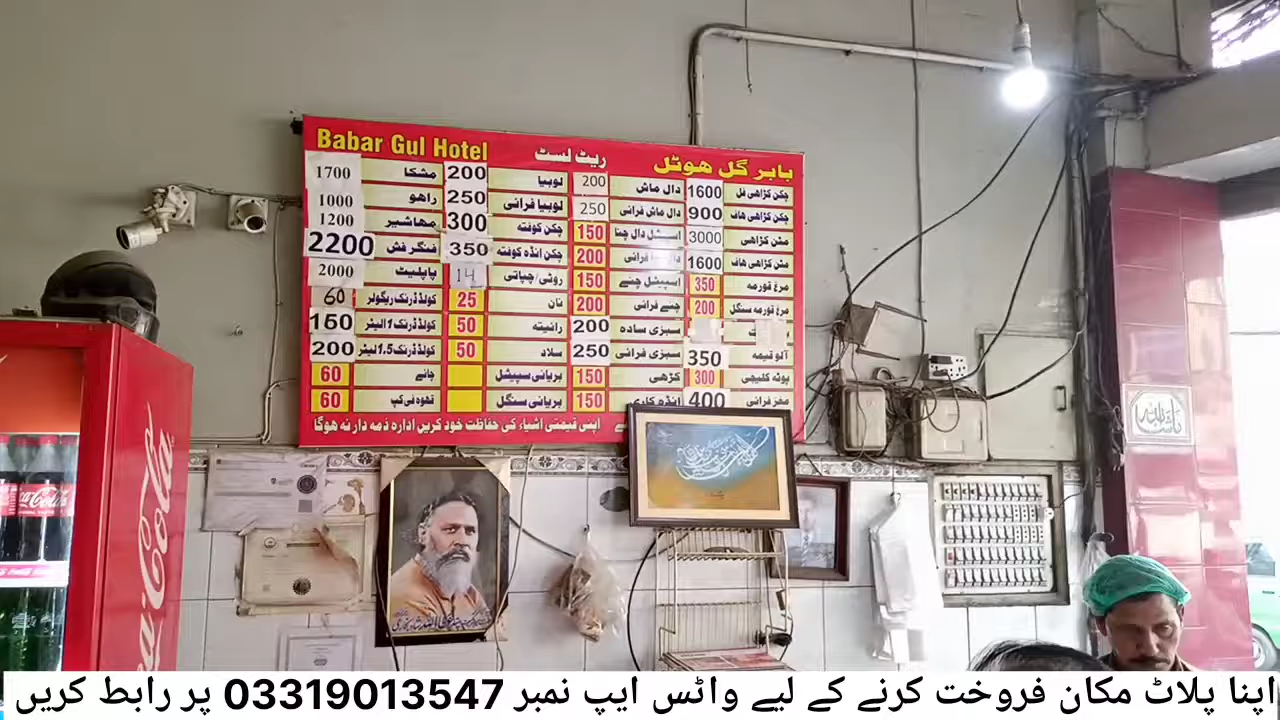 Babar Gul Hotel ریٹ لسٹ بابر گل ہوٹل
چکن کڑاہی فل 1600 دال ماش 200 لوبیا 200 مشکا 1700
چکن کڑاہی ہاف 900 دال ماش فرائی 250 لوبیا فرائی 250 راہو 1000
مٹن کڑاہی 3000 اسپیشل دال چنا 150 چکن کوفتہ 300 مہاشیر 1200
مٹن کڑاہی ہاف 1600 فرائی 200 چکن انڈہ کوفتہ 350 فنگر فش 2200
مرغ قورمہ 350 اسپیشل چنے 150 روٹی/چپاتی 14 پاپلیٹ 2000
مرغ قورمہ سنگل 200 چنے فرائی 200 نان 25 کولڈ ڈرنک ریگولر 60
سبزی سادہ 200 رائیتہ 50 کولڈ ڈرنک 1 لیٹر 150
آلو قیمہ 350 سبزی فرائی 250 سلاد 50 کولڈ ڈرنک 1.5 لیٹر 200
پوٹہ کلیجی 300 کڑھی 150 بریانی سپیشل چائے 60
مغز فرائی 400 انڈہ کاری 150 بریانی سنگل قہوہ فی کپ 60
اپنی قیمتی اشیاء کی حفاظت خود کریں ادارہ ذمہ دار نہ ہوگا
Coca-Cola
Coca-Cola
ماشاءاللہ
اپنا پلاٹ مکان فروخت کرنے کے لیے واٹس ایپ نمبر 03319013547 پر رابط کریں